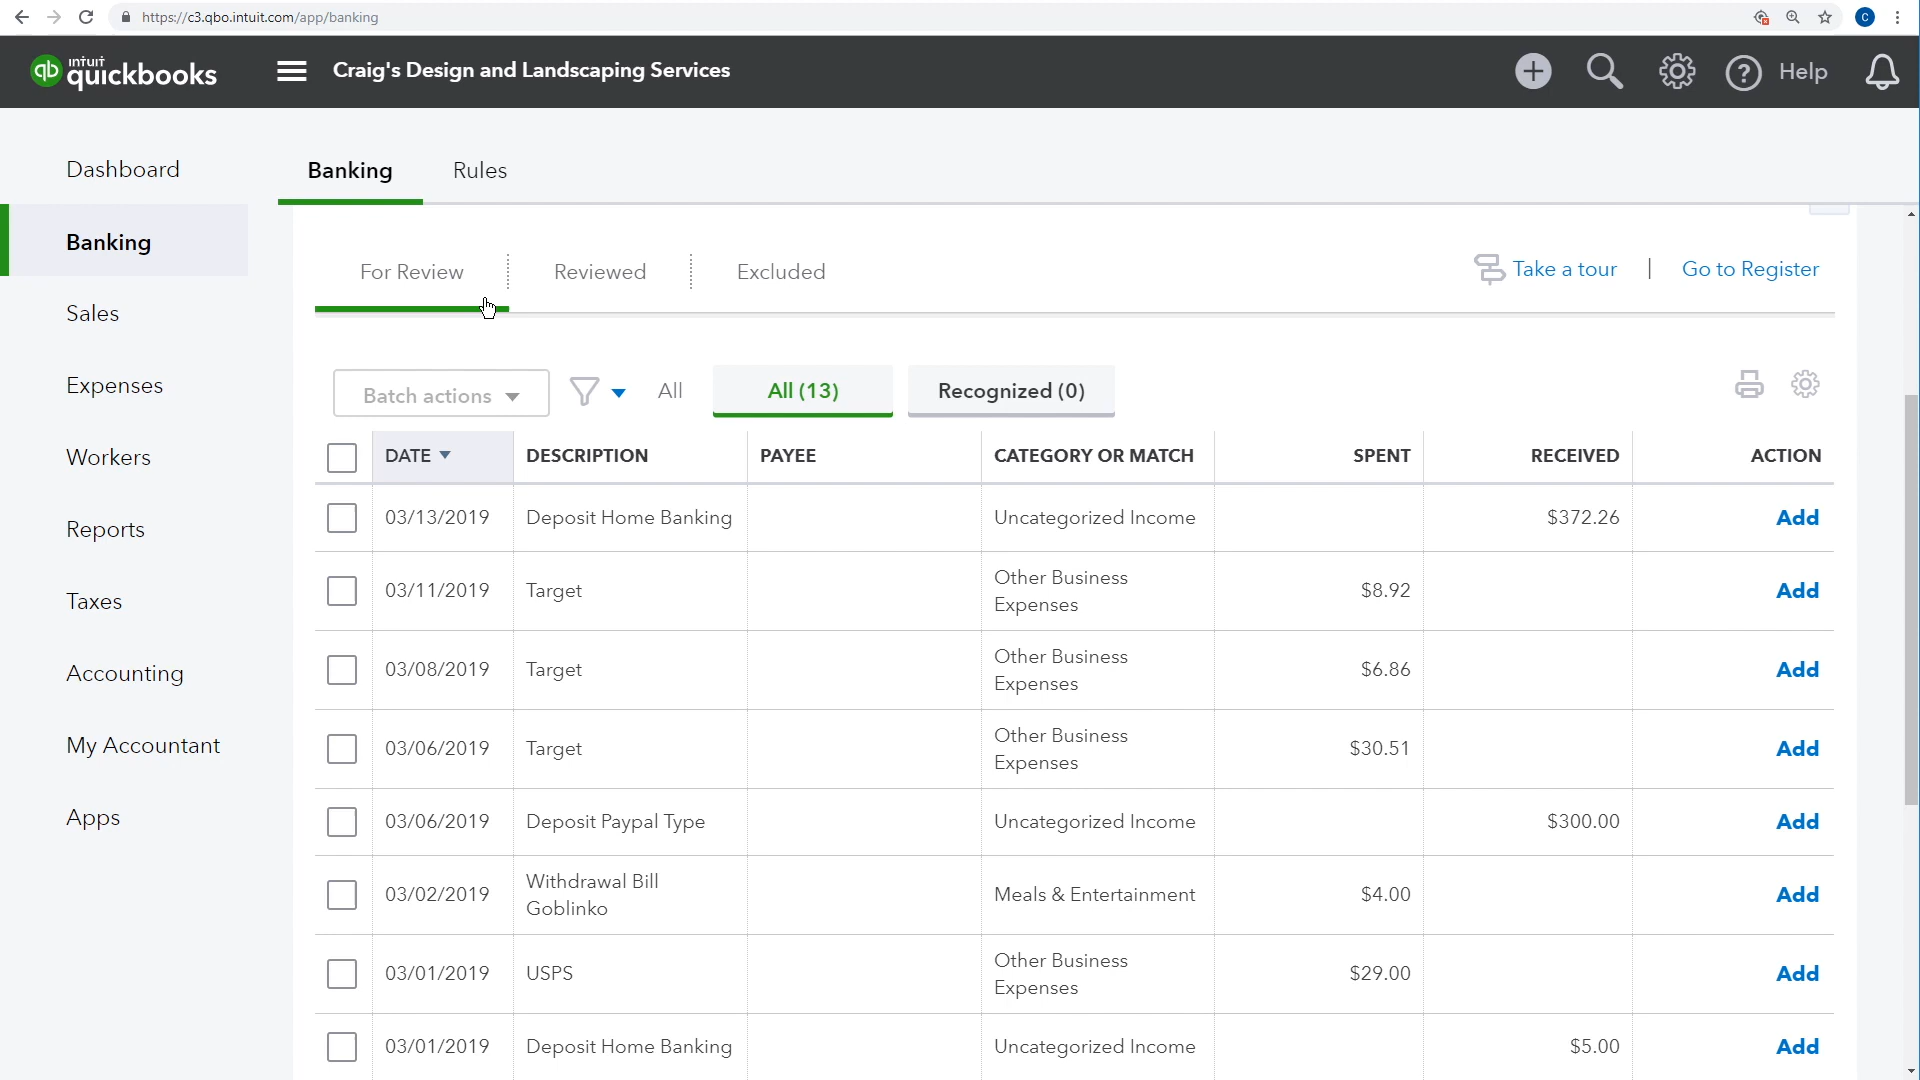 https://c3.qbo.intuit.com/app/banking
C
qb intuit quickbooks
Craig's Design and Landscaping Services
? Help
Dashboard
Banking
Sales
Expenses
Workers
Reports
Taxes
Accounting
My Accountant
Apps
Banking Rules
For Review Reviewed Excluded
Take a tour | Go to Register
Batch actions All All (13) Recognized (0)
DATE DESCRIPTION PAYEE CATEGORY OR MATCH SPENT RECEIVED ACTION
03/13/2019 Deposit Home Banking Uncategorized Income $372.26 Add
03/11/2019 Target Other Business
Expenses $8.92 Add
03/08/2019 Target Other Business
Expenses $6.86 Add
03/06/2019 Target Other Business
Expenses $30.51 Add
03/06/2019 Deposit Paypal Type Uncategorized Income $300.00 Add
03/02/2019 Withdrawal Bill
Goblinko Meals & Entertainment $4.00 Add
03/01/2019 USPS Other Business
Expenses $29.00 Add
03/01/2019 Deposit Home Banking Uncategorized Income $5.00 Add